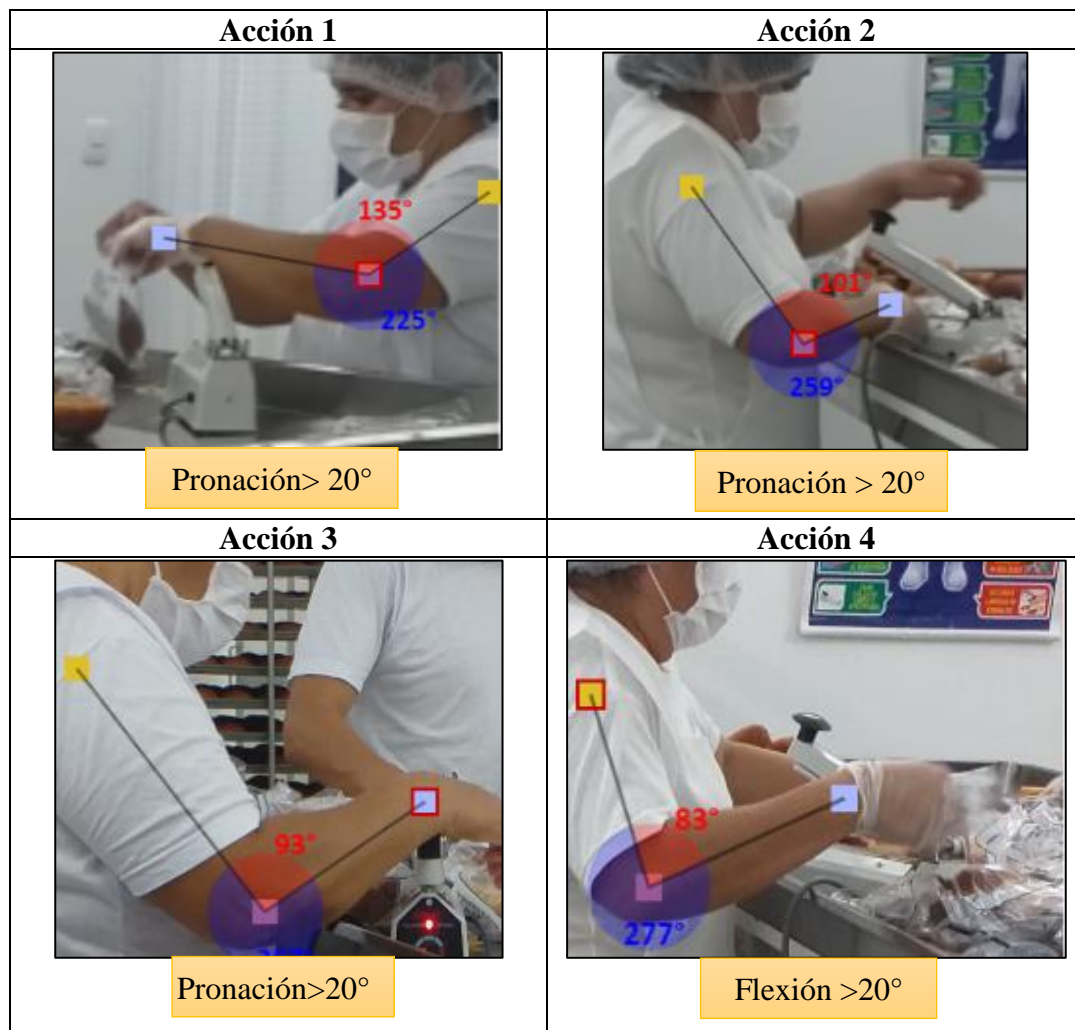 Acción 1
Acción 2
135°
225°
101°
259°
Pronación> 20°
Pronación > 20°
Acción 3
Acción 4
93°
83°
277°
Pronación>20°
Flexión >20°